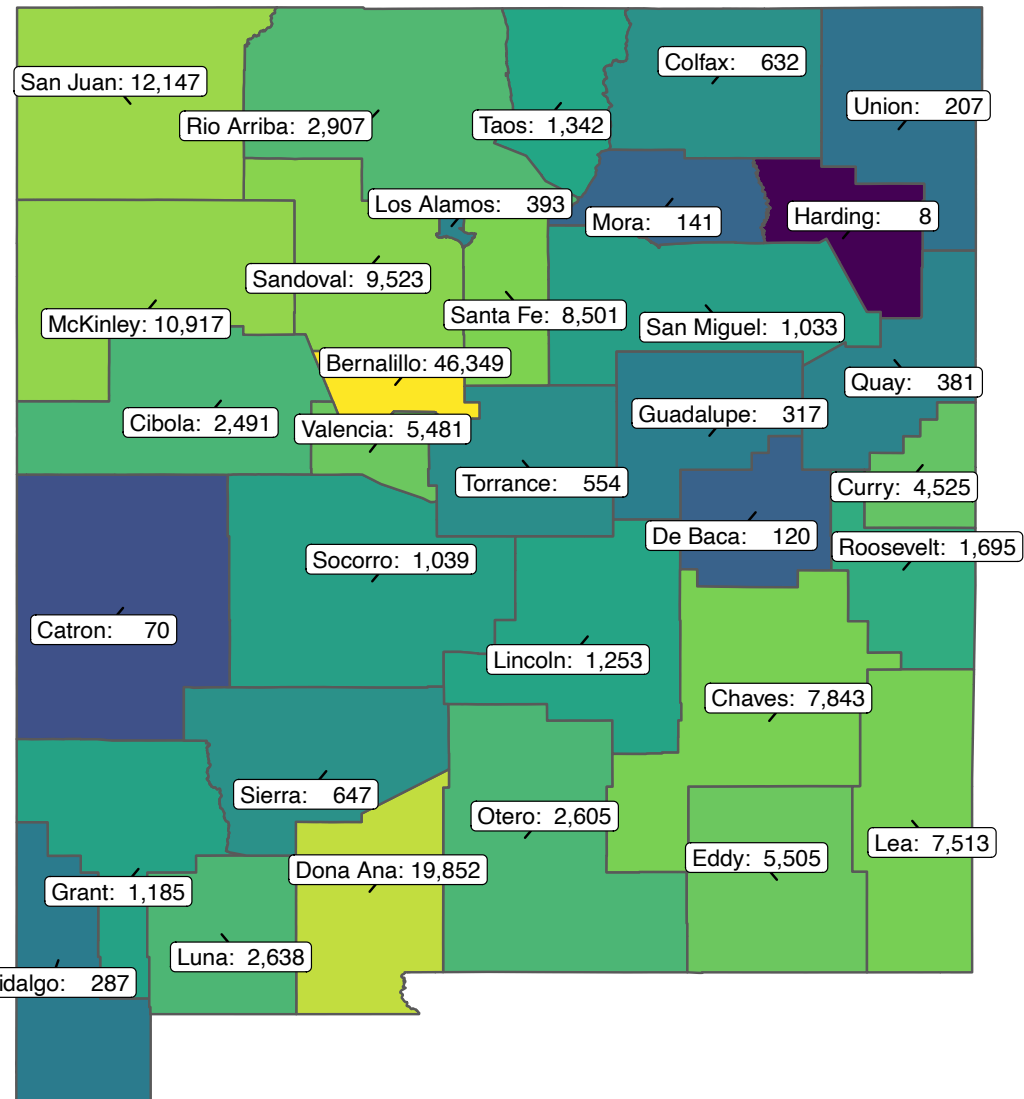 Colfax: 632
San Juan: 12,147
Union: 207
Rio Arriba: 2,907
Taos: 1,342
Los Alamos: 393
Mora: 141
Harding: 8
Sandoval: 9,523
Santa Fe: 8,501
McKinley: 10,917
San Miguel: 1,033
Bernalillo: 46,349
Quay: 381
Guadalupe: 317
Cibola: 2,491
Valencia: 5,481
Torrance: 554
Curry: 4,525
De Baca: 120
Roosevelt: 1,695
Socorro: 1,039
Catron: 70
Lincoln: 1,253
Chaves: 7,843
Sierra: 647
Otero: 2,605
Lea: 7,513
Eddy: 5,505
Dona Ana: 19,852
Grant: 1,185
Luna: 2,638
idalgo: 287